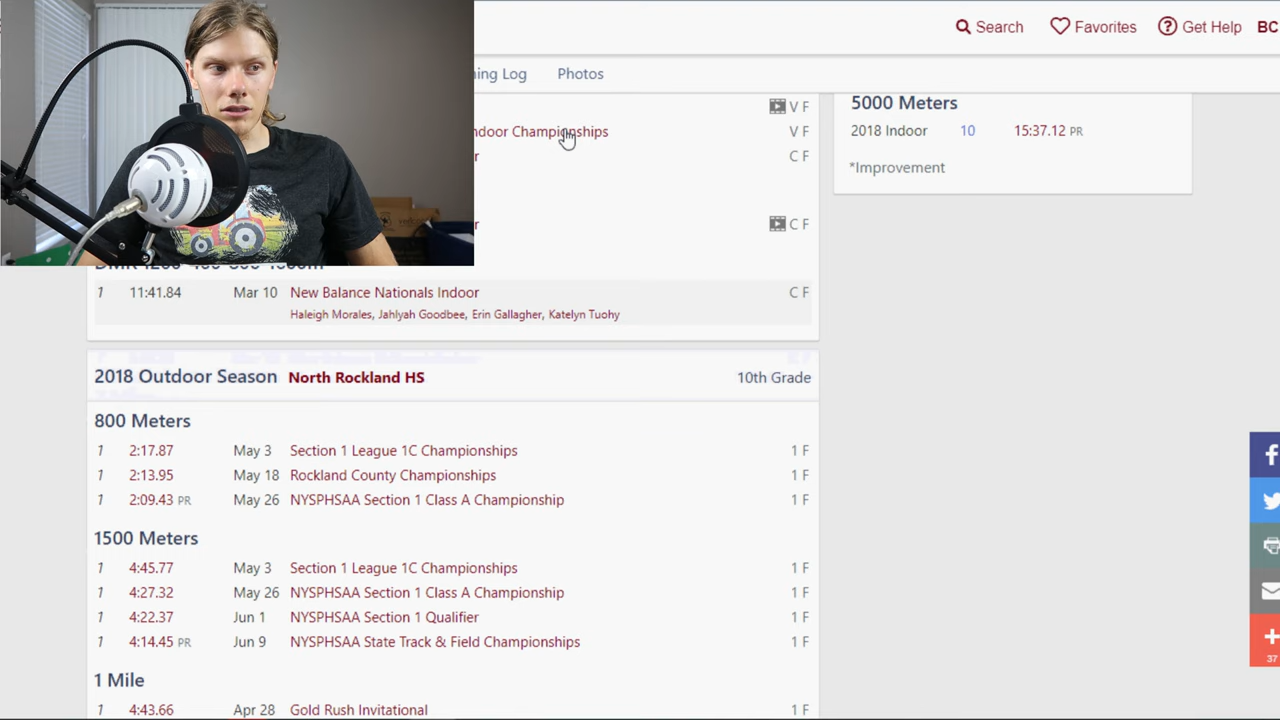 Search Favorites Get Help BC
ning Log Photos
V F
ndoor Championships V F
r C F
r C F
1 11:41.84 Mar 10 New Balance Nationals Indoor C F
Haleigh Morales, Jahlyah Goodbee, Erin Gallagher, Katelyn Tuohy
5000 Meters
2018 Indoor 10 15:37.12 PR
*Improvement
2018 Outdoor Season North Rockland HS 10th Grade
800 Meters
1 2:17.87 May 3 Section 1 League 1C Championships 1 F
1 2:13.95 May 18 Rockland County Championships 1 F
1 2:09.43 PR May 26 NYSPHSAA Section 1 Class A Championship 1 F
1500 Meters
1 4:45.77 May 3 Section 1 League 1C Championships 1 F
1 4:27.32 May 26 NYSPHSAA Section 1 Class A Championship 1 F
1 4:22.37 Jun 1 NYSPHSAA Section 1 Qualifier 1 F
1 4:14.45 PR Jun 9 NYSPHSAA State Track & Field Championships 1 F
1 Mile
1 4:43.66 Apr 28 Gold Rush Invitational 1 F
37